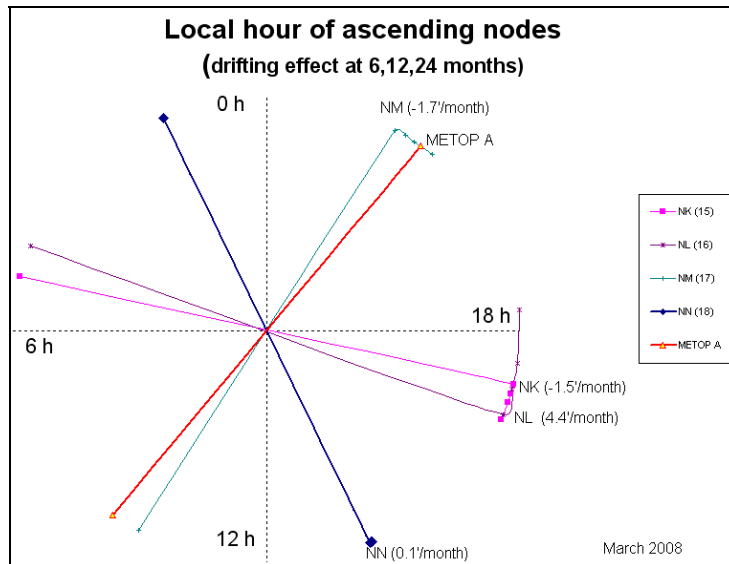 Local hour of ascending nodes
(drifting effect at 6,12,24 months)
0 h
NM (-1.7'/month)
METOP A
NK (15)
NL (16)
NM (17)
NN (18)
METOP A
18 h
6 h
NK (-1.5'/month)
NL (4.4'/month)
12 h
NN (0.1'/month)
March 2008